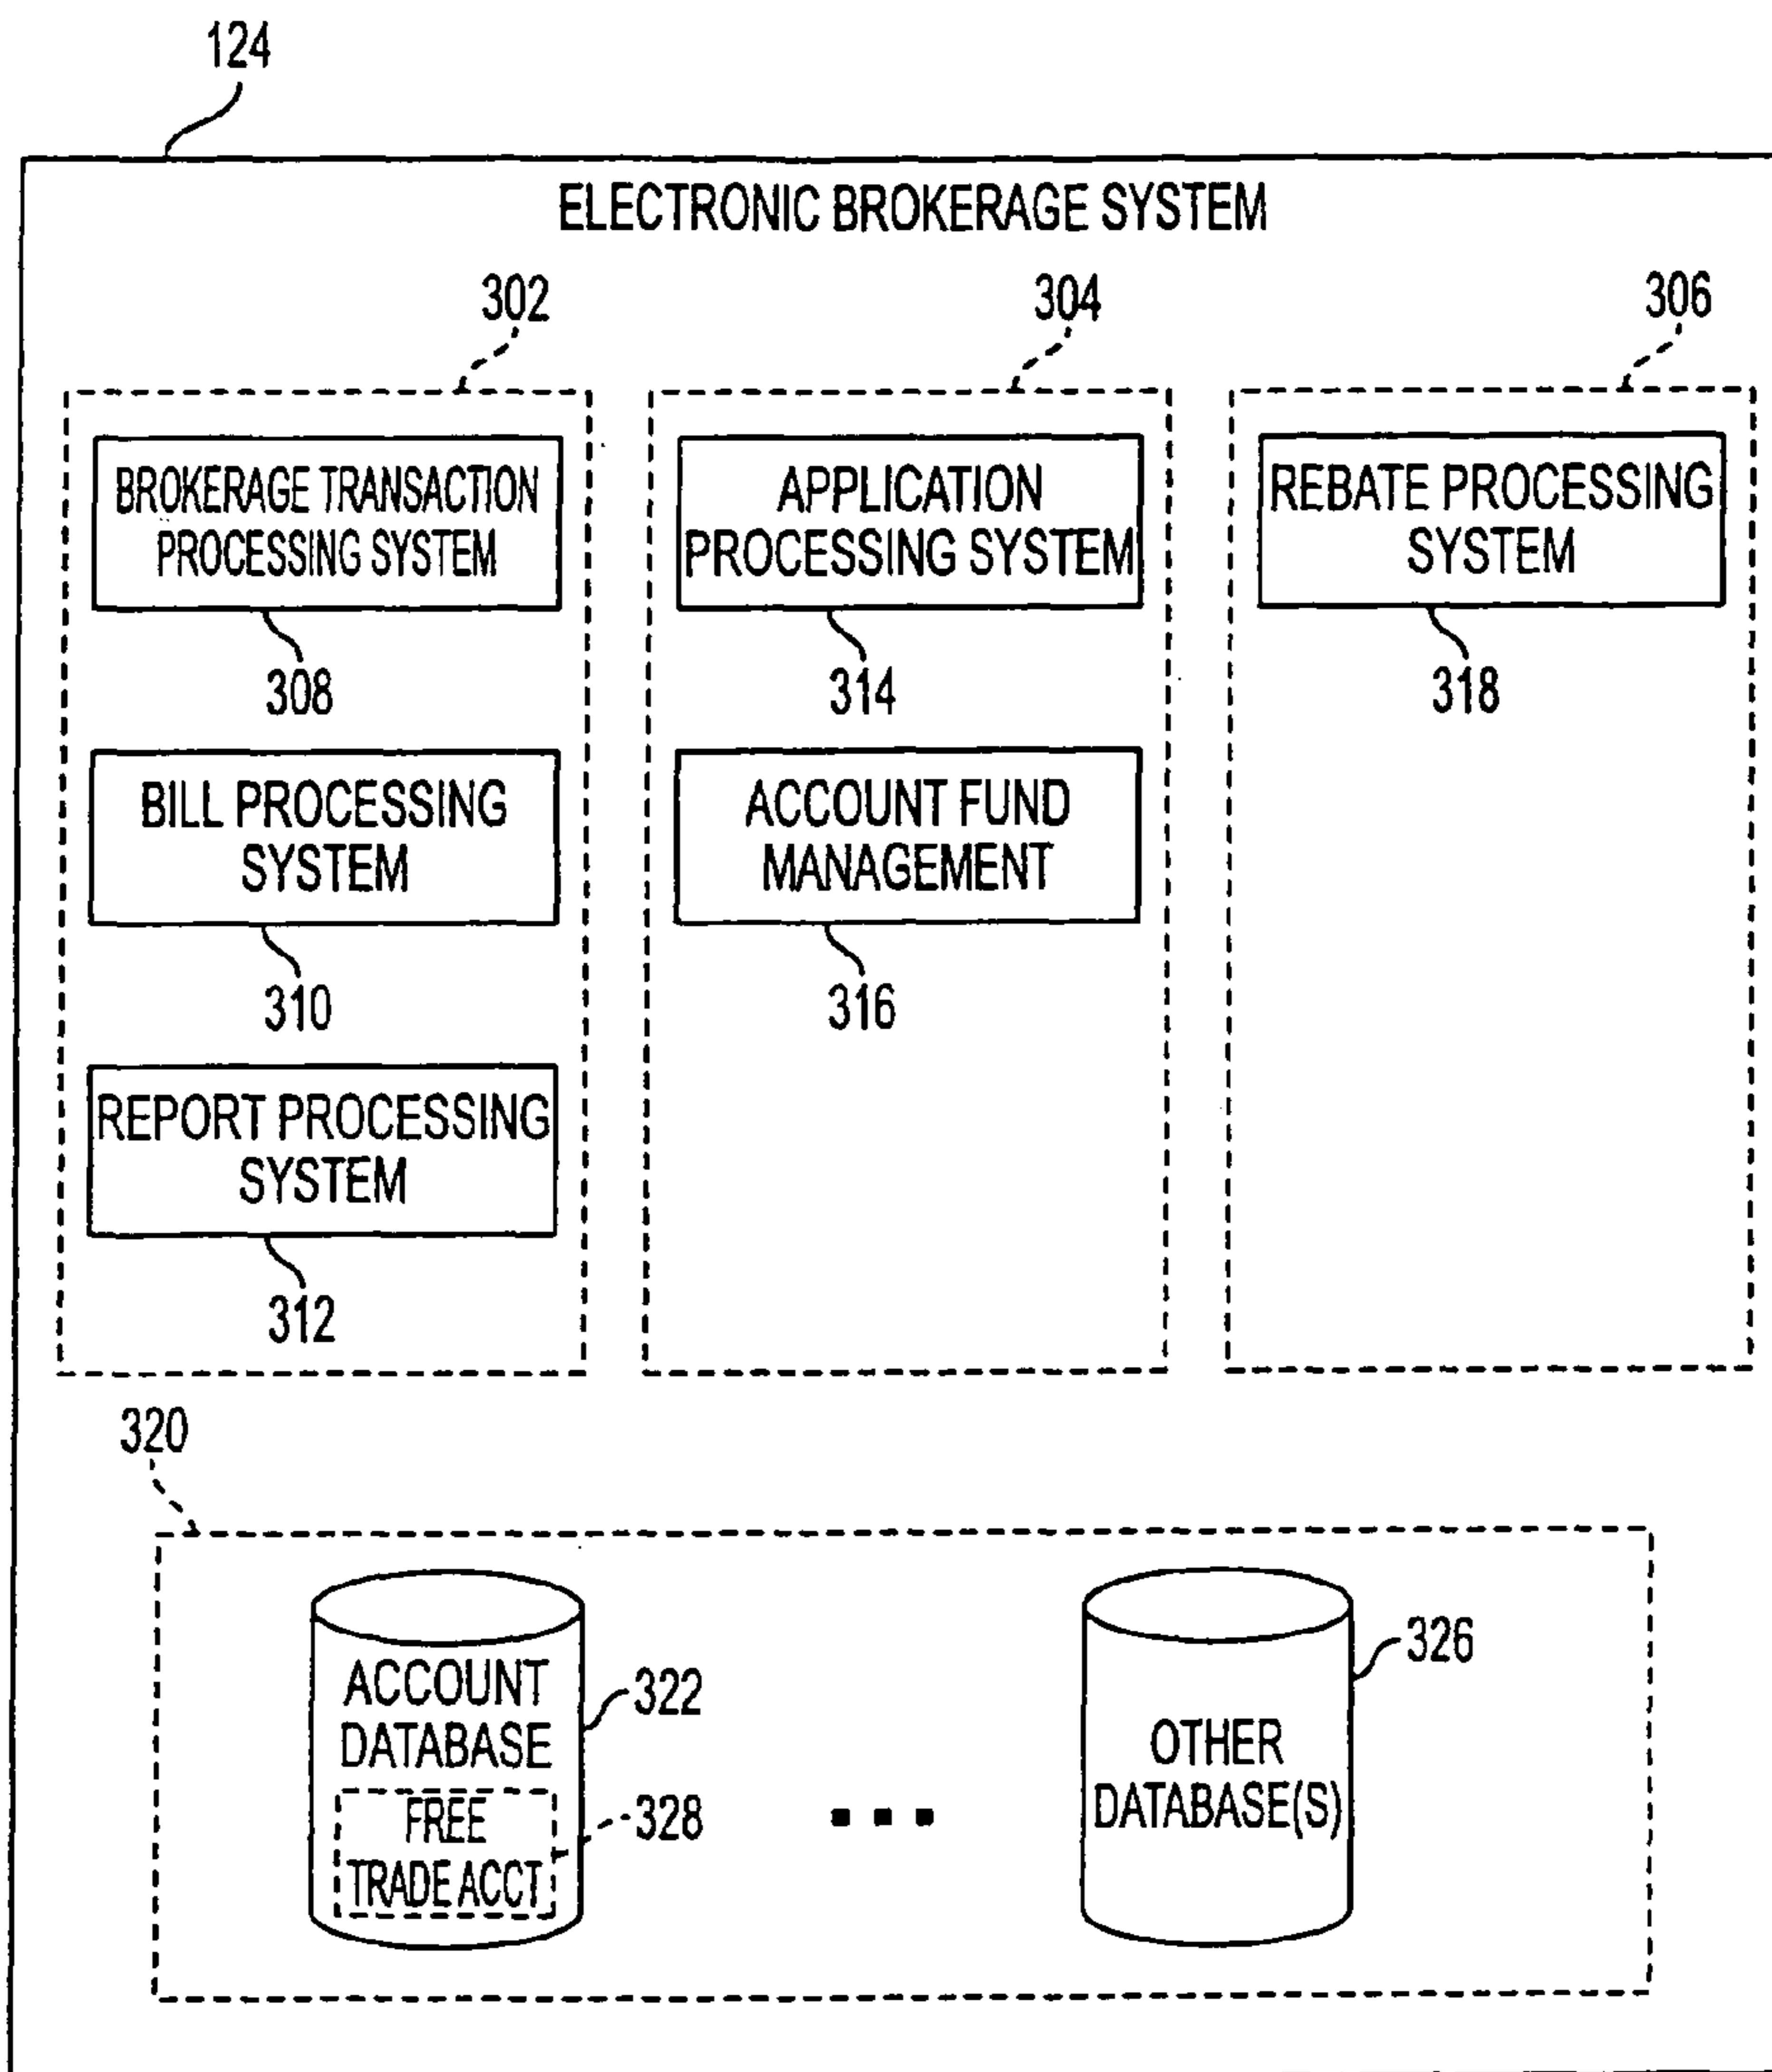 124
ELECTRONIC BROKERAGE SYSTEM
302
304
306
BROKERAGE TRANSACTION
PROCESSING SYSTEM
308
BILL PROCESSING
SYSTEM
310
REPORT PROCESSING
SYSTEM
312
APPLICATION
PROCESSING SYSTEM
314
ACCOUNT FUND
MANAGEMENT
316
REBATE PROCESSING
SYSTEM
318
320
ACCOUNT
DATABASE
322
FREE
TRADE ACCT
328
OTHER
DATABASE(S)
326